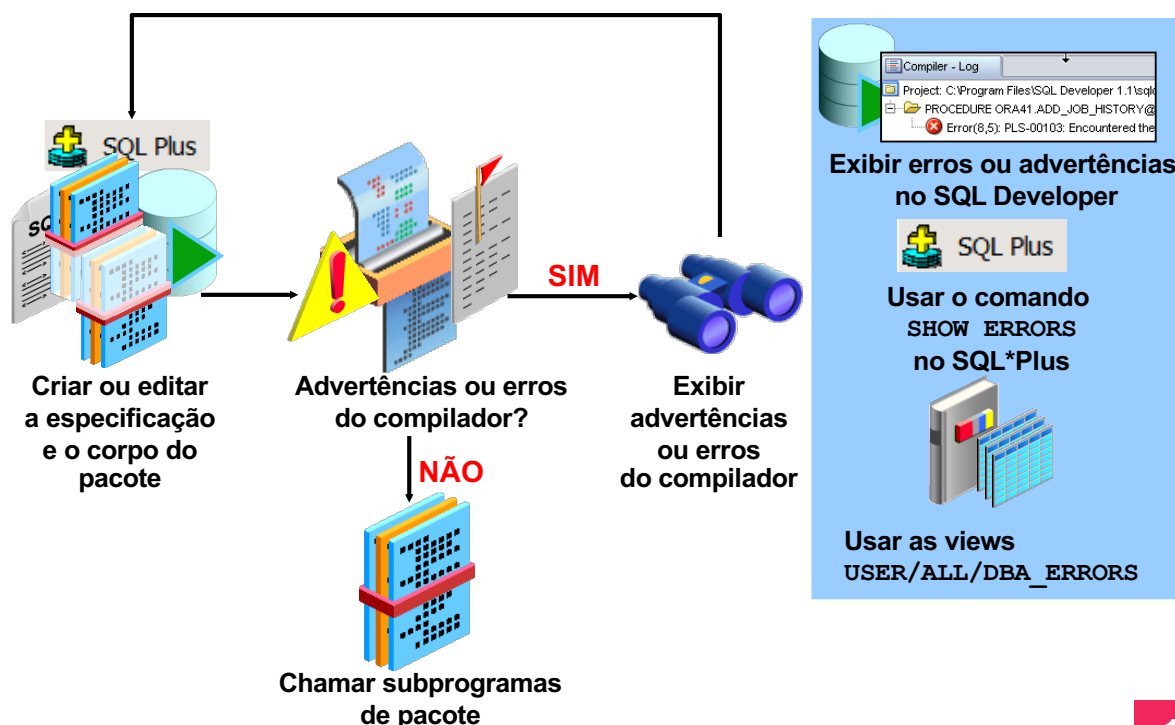 SQL Plus
Criar ou editar
a especificação
e o corpo do
pacote
Advertências ou erros
do compilador?
SIM
NÃO
Exibir
advertências
ou erros
do compilador
Chamar subprogramas
de pacote
Compiler - Log
Project: C:\Program Files\SQL Developer 1.1\sqld
PROCEDURE ORA41.ADD_JOB_HISTORY@
Error(8,5): PLS-00103: Encountered the
Exibir erros ou advertências
no SQL Developer
SQL Plus
Usar o comando
SHOW ERRORS
no SQL*Plus
Usar as views
USER/ALL/DBA_ERRORS